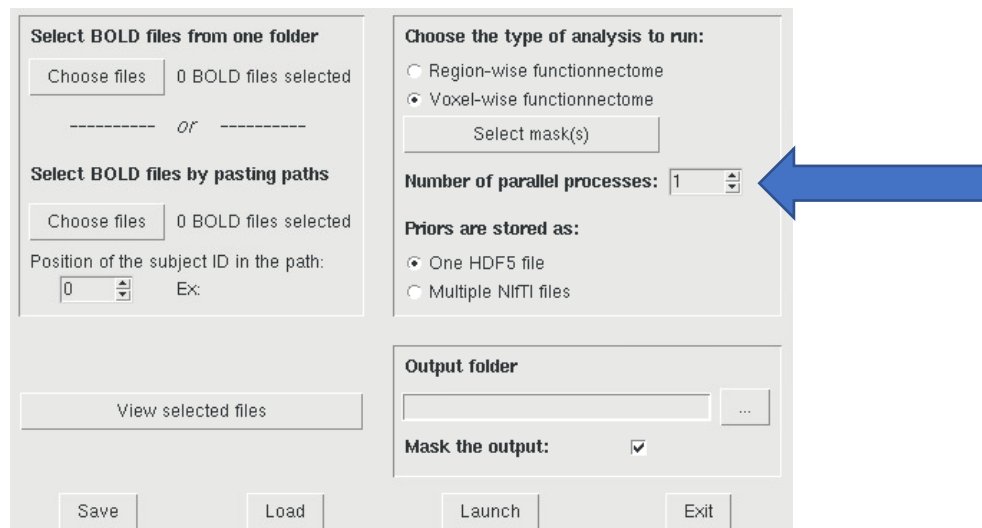 Select BOLD files from one folder
Choose files
0 BOLD files selected
---------- or ----------
Select BOLD files by pasting paths
Choose files
0 BOLD files selected
Position of the subject ID in the path:
0
Ex:
View selected files
Choose the type of analysis to run:
Region-wise functionnectome
Voxel-wise functionnectome
Select mask(s)
Number of parallel processes: 1
Priors are stored as:
One HDF5 file
Multiple NIfTI files
Output folder
...
Mask the output:
Save
Load
Launch
Exit